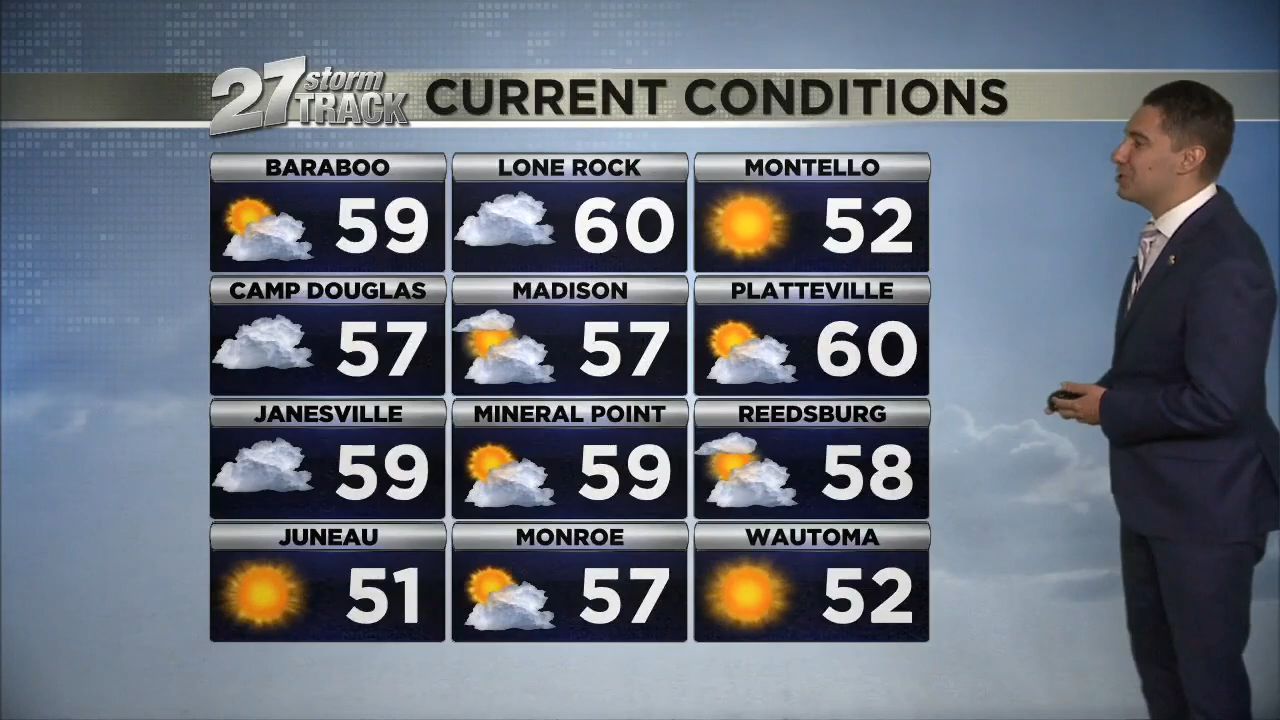 27 storm TRACK CURRENT CONDITIONS
BARABOO LONE ROCK MONTELLO
59 60 52
CAMP DOUGLAS MADISON PLATTEVILLE
57 57 60
JANESVILLE MINERAL POINT REEDSBURG
59 59 58
JUNEAU MONROE WAUTOMA
51 57 52